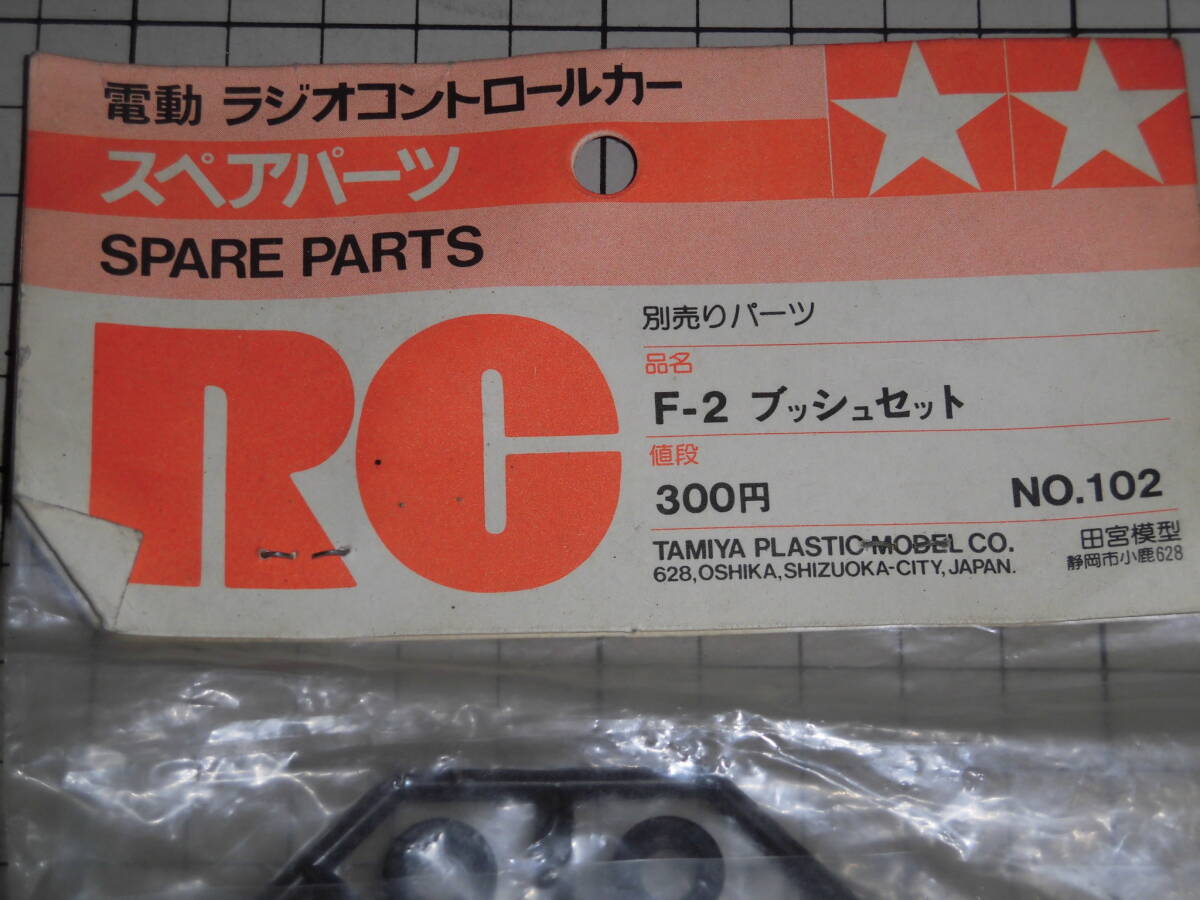 電動 ラジオコントロールカー
スペアパーツ
SPARE PARTS
RC
別売りパーツ
品名
F-2 ブッシュセット
値段
300円 NO.102
TAMIYA PLASTIC MODEL CO.
628, OSHIKA, SHIZUOKA-CITY, JAPAN.
田宮模型
静岡市小鹿628